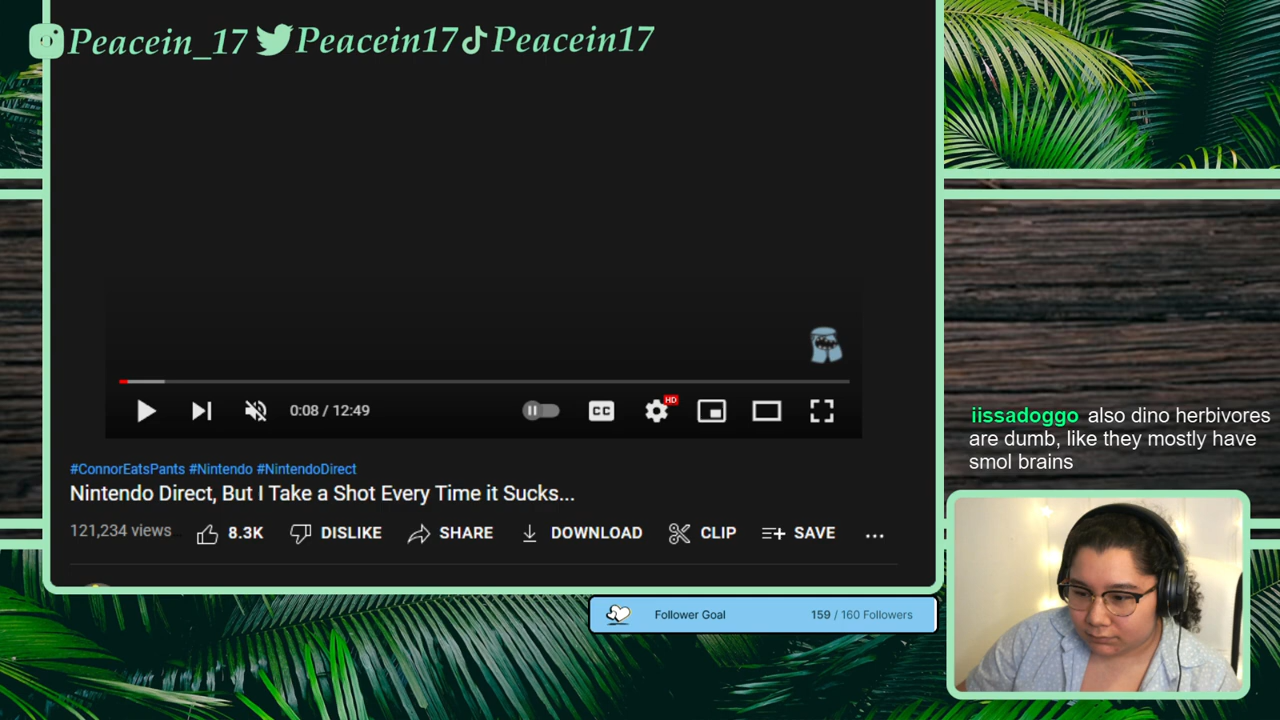 Peacein_17 Peacein17 Peacein17
0:08 / 12:49
CC
HD
#ConnorEatsPants #Nintendo #NintendoDirect
Nintendo Direct, But I Take a Shot Every Time it Sucks...
121,234 views 8.3K DISLIKE SHARE DOWNLOAD CLIP SAVE ...
iissadoggo also dino herbivores
are dumb, like they mostly have
smol brains
Follower Goal 159 / 160 Followers